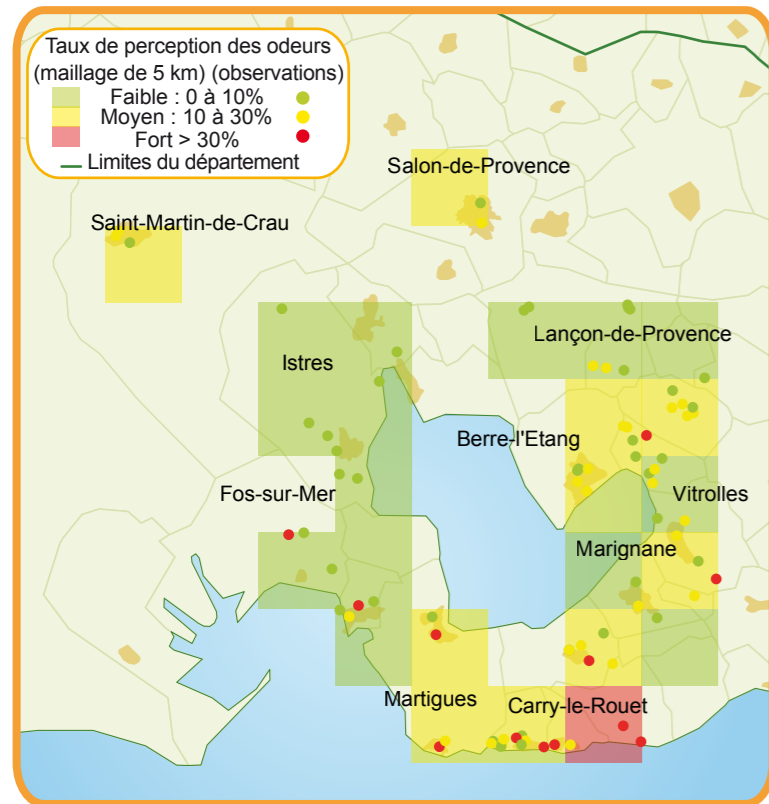 Taux de perception des odeurs
(maillage de 5 km) (observations)
Faible : 0 à 10%
Moyen : 10 à 30%
Fort > 30%
Limites du département
Salon-de-Provence
Saint-Martin-de-Crau
Lançon-de-Provence
Istres
Berre-l'Etang
Fos-sur-Mer
Vitrolles
Marignane
Martigues
Carry-le-Rouet